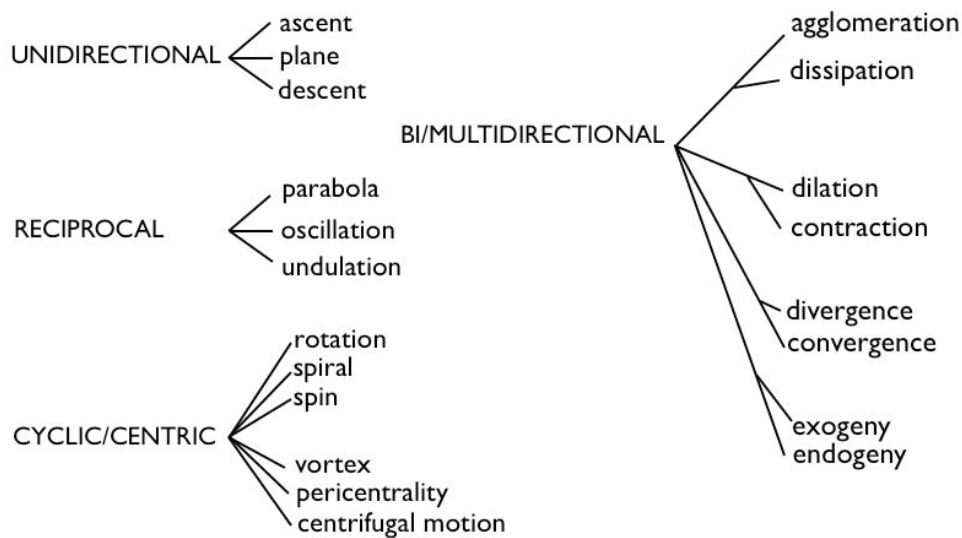 UNIDIRECTIONAL
ascent
plane
descent
RECIPROCAL
parabola
oscillation
undulation
CYCLIC/CENTRIC
rotation
spiral
spin
vortex
pericentrality
centrifugal motion
BI/MULTIDIRECTIONAL
agglomeration
dissipation
dilation
contraction
divergence
convergence
exogeny
endogeny